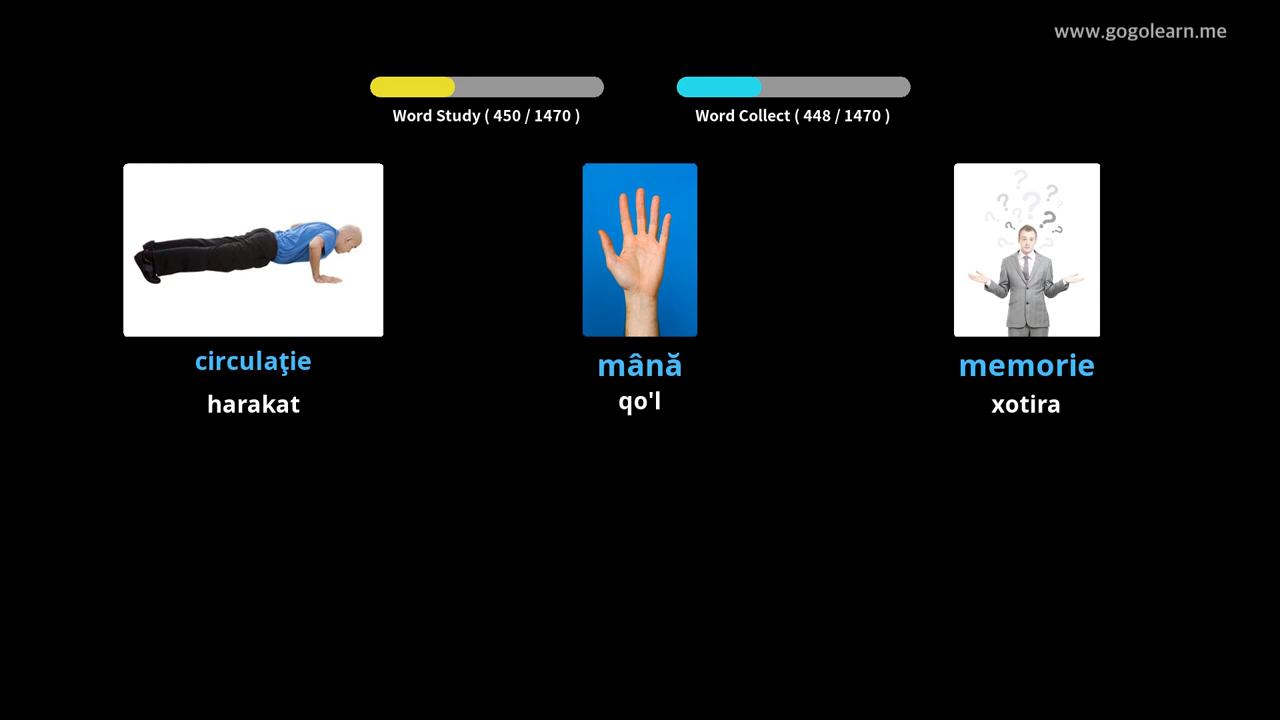 www.gogolearn.me
Word Study ( 450 / 1470 )
Word Collect ( 448 / 1470 )
circulaţie
harakat
mână
qo'l
memorie
xotira